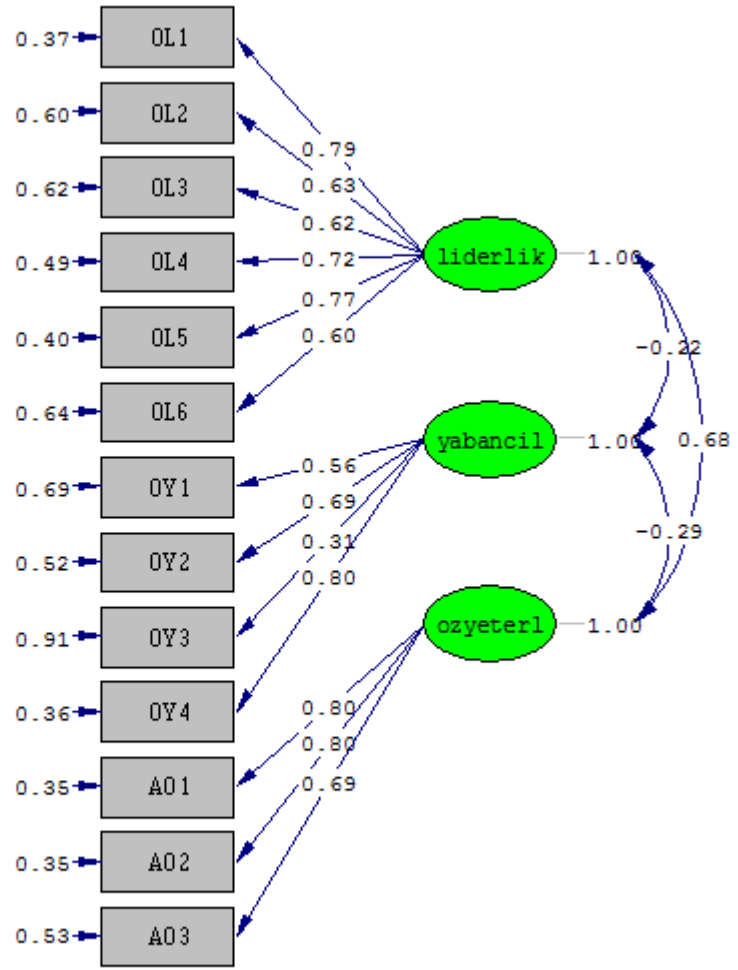 0.37 OL1
0.60 OL2
0.79
0.63
0.62 OL3
0.62
0.49 OL4 0.72 liderlik 1.00
0.77
0.40 OL5
0.60
-0.22
0.64 OL6
yabancil 1.00 0.68
0.56
0.69 OY1
0.69
0.31
0.52 OY2
0.80
-0.29
0.91 OY3 ozyeterl 1.00
0.36 OY4 0.80
0.80
0.35 AO1 0.69
0.35 AO2
0.53 AO3